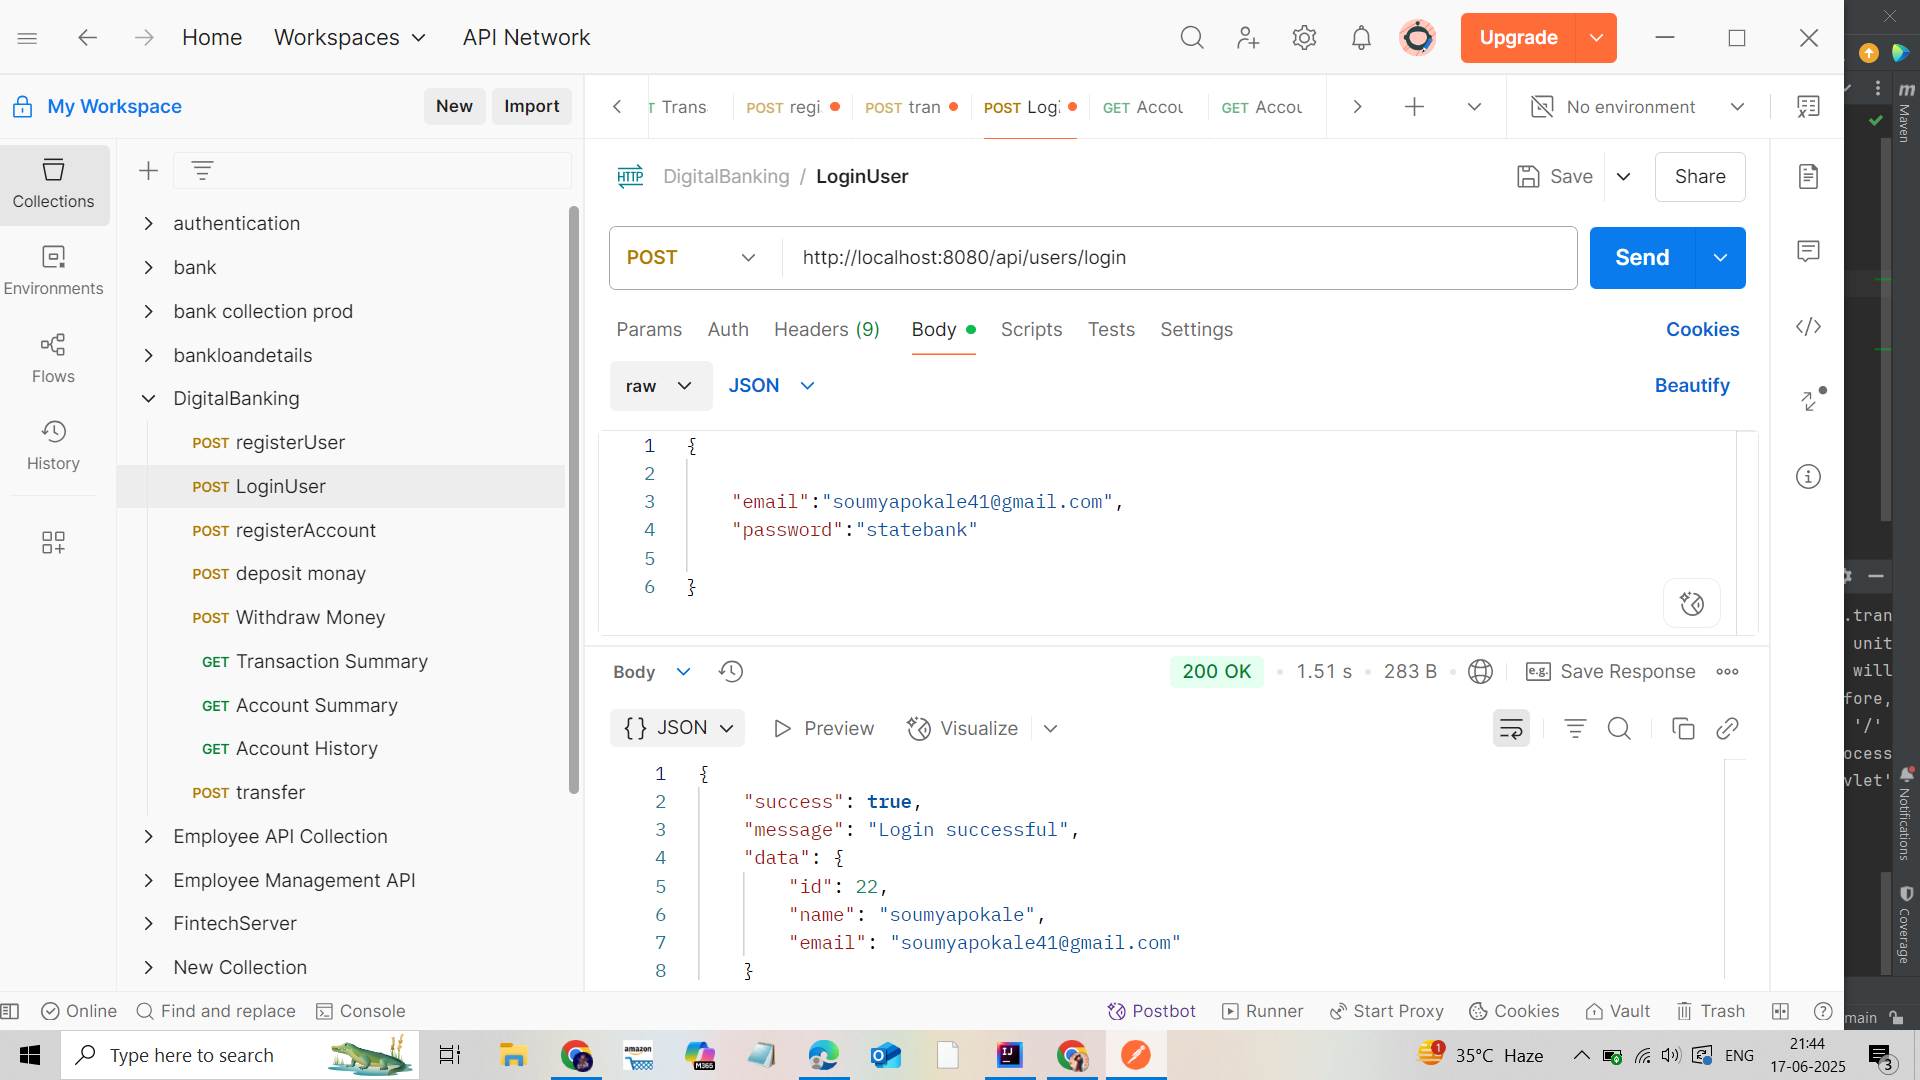 Home
Workspaces
API Network
Upgrade
My Workspace
New
Import
T Trans
POST regi
POST tran
POST Logi
GET Accou
GET Accou
No environment
Maven
Collections
Environments
Flows
History
authentication
bank
bank collection prod
bankloandetails
DigitalBanking
POST registerUser
POST LoginUser
POST registerAccount
POST deposit monay
POST Withdraw Money
GET Transaction Summary
GET Account Summary
GET Account History
POST transfer
Employee API Collection
Employee Management API
FintechServer
New Collection
HTTP
DigitalBanking / LoginUser
Save
Share
POST
http://localhost:8080/api/users/login
Send
Params
Auth
Headers (9)
Body
Scripts
Tests
Settings
Cookies
raw
JSON
Beautify
1 {
2
3 "email":"soumyapokale41@gmail.com",
4 "password":"statebank"
5
6 }
Body
200 OK
1.51 s
283 B
e.g.
Save Response
{} JSON
Preview
Visualize
1 {
2 "success": true,
3 "message": "Login successful",
4 "data": {
5 "id": 22,
6 "name": "soumyapokale",
7 "email": "soumyapokale41@gmail.com"
8 }
.tran
unit
will
fore,
'/'
ocess
vlet'
Notifications
Coverage
main
Online
Find and replace
Console
Postbot
Runner
Start Proxy
Cookies
Vault
Trash
Type here to search
amazon
M365
IJ
1
35°C Haze
ENG
21:44
17-06-2025
3